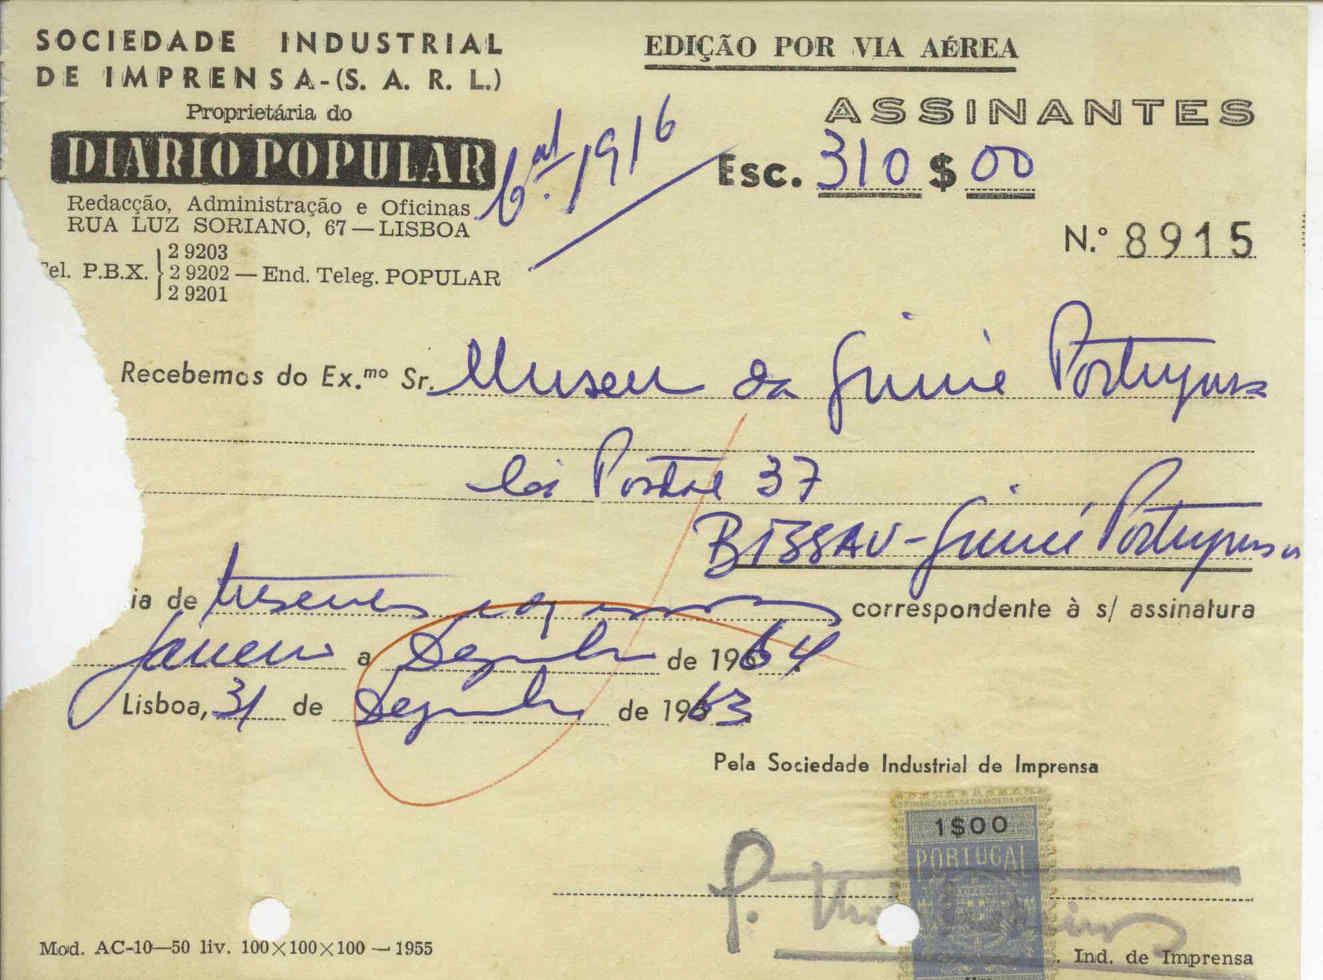 SOCIEDADE INDUSTRIAL
DE IMPRENSA-(S. A. R. L.)
Proprietária do
DIARIO POPULAR
Redacção, Administração e Oficinas
RUA LUZ SORIANO, 67 — LISBOA
el. P.B.X. 2 9203
2 9202 — End. Teleg. POPULAR
2 9201
EDIÇÃO POR VIA AÉREA
ASSINANTES
Esc. 310 $ 00
N.º 8915
1916
Recebemos do Ex.mo Sr. Museu da Guiné Portuguesa
Postal 37
BISSAU - Guiné Portuguesa
ia de correspondente à s/ assinatura
Janeiro a Dezembro de 1964
Lisboa, 31 de Dezembro de 1963
Pela Sociedade Industrial de Imprensa
1$00
PORTUGAL
. Ind. de Imprensa
Mod. AC-10—50 liv. 100×100×100 — 1955